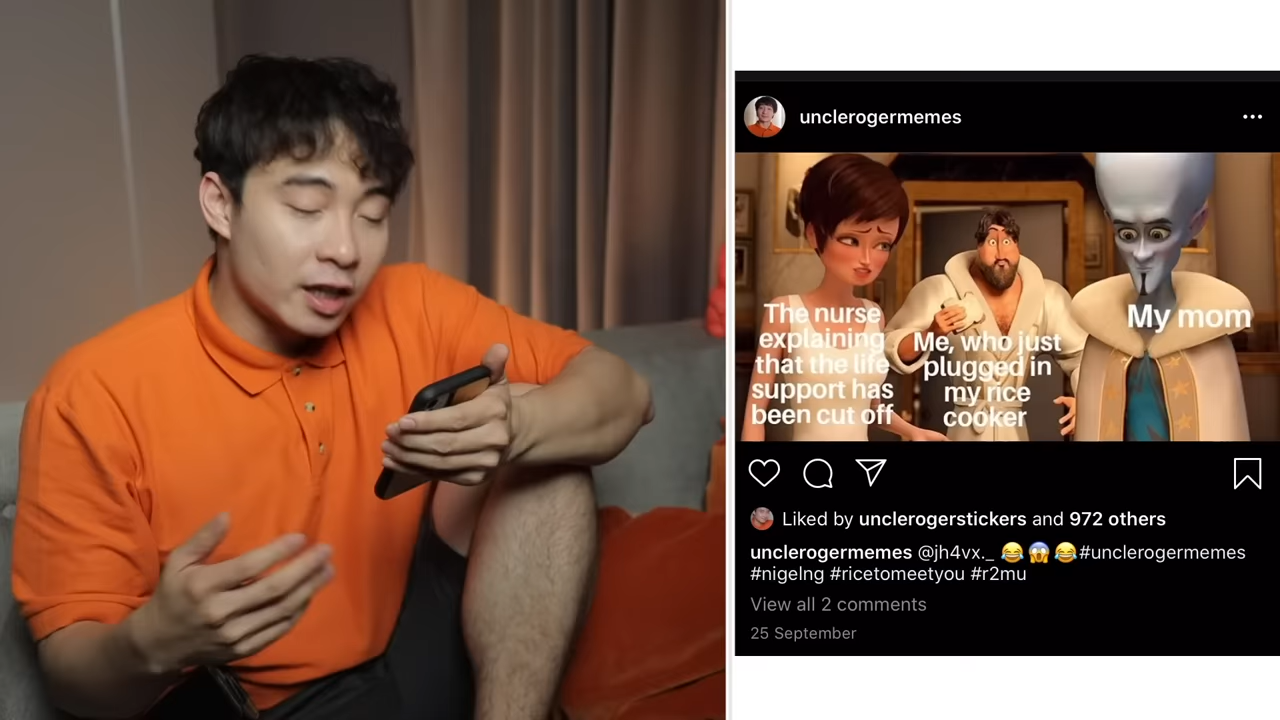 unclerogermemes
The nurse
explaining
that the life
support has
been cut off
Me, who just
plugged in
my rice
cooker
My mom
Liked by unclerogerstickers and 972 others
unclerogermemes @jh4vx._ 😂😱😂#unclerogermemes
#nigelng #ricetomeetyou #r2mu
View all 2 comments
25 September